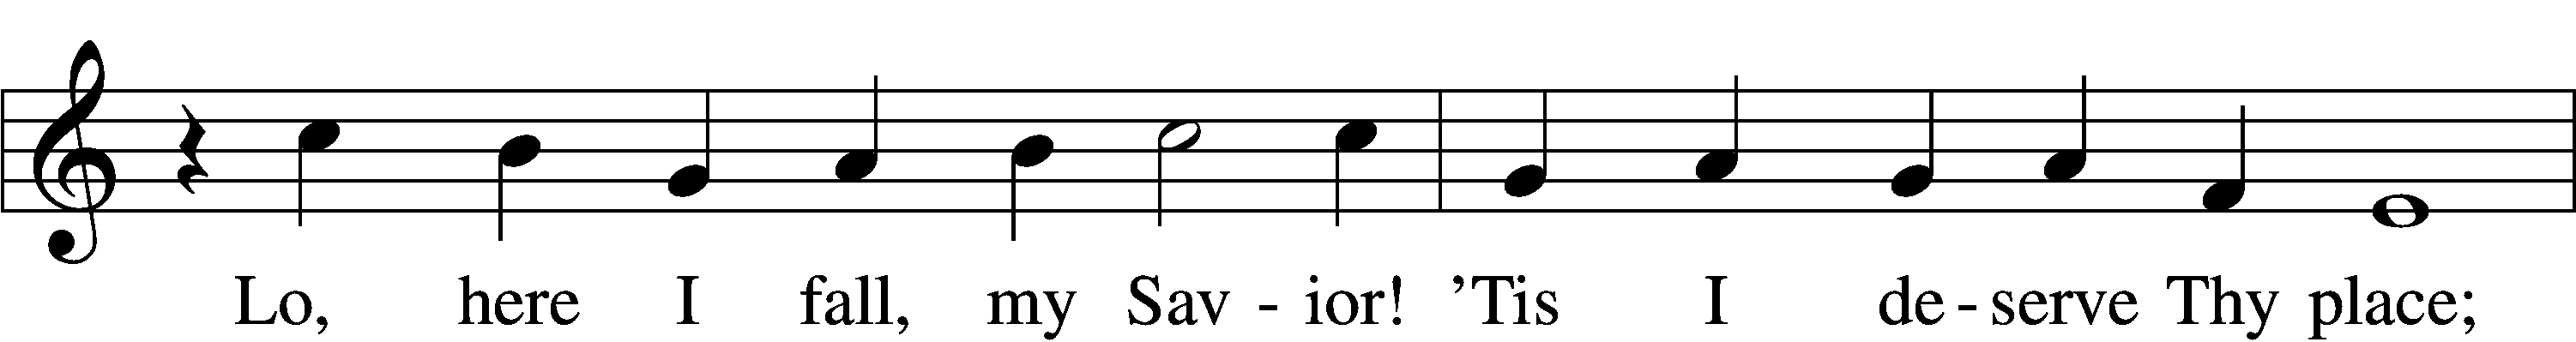 Lo, here I fall, my Sav - ior! ’Tis I de - serve Thy place;